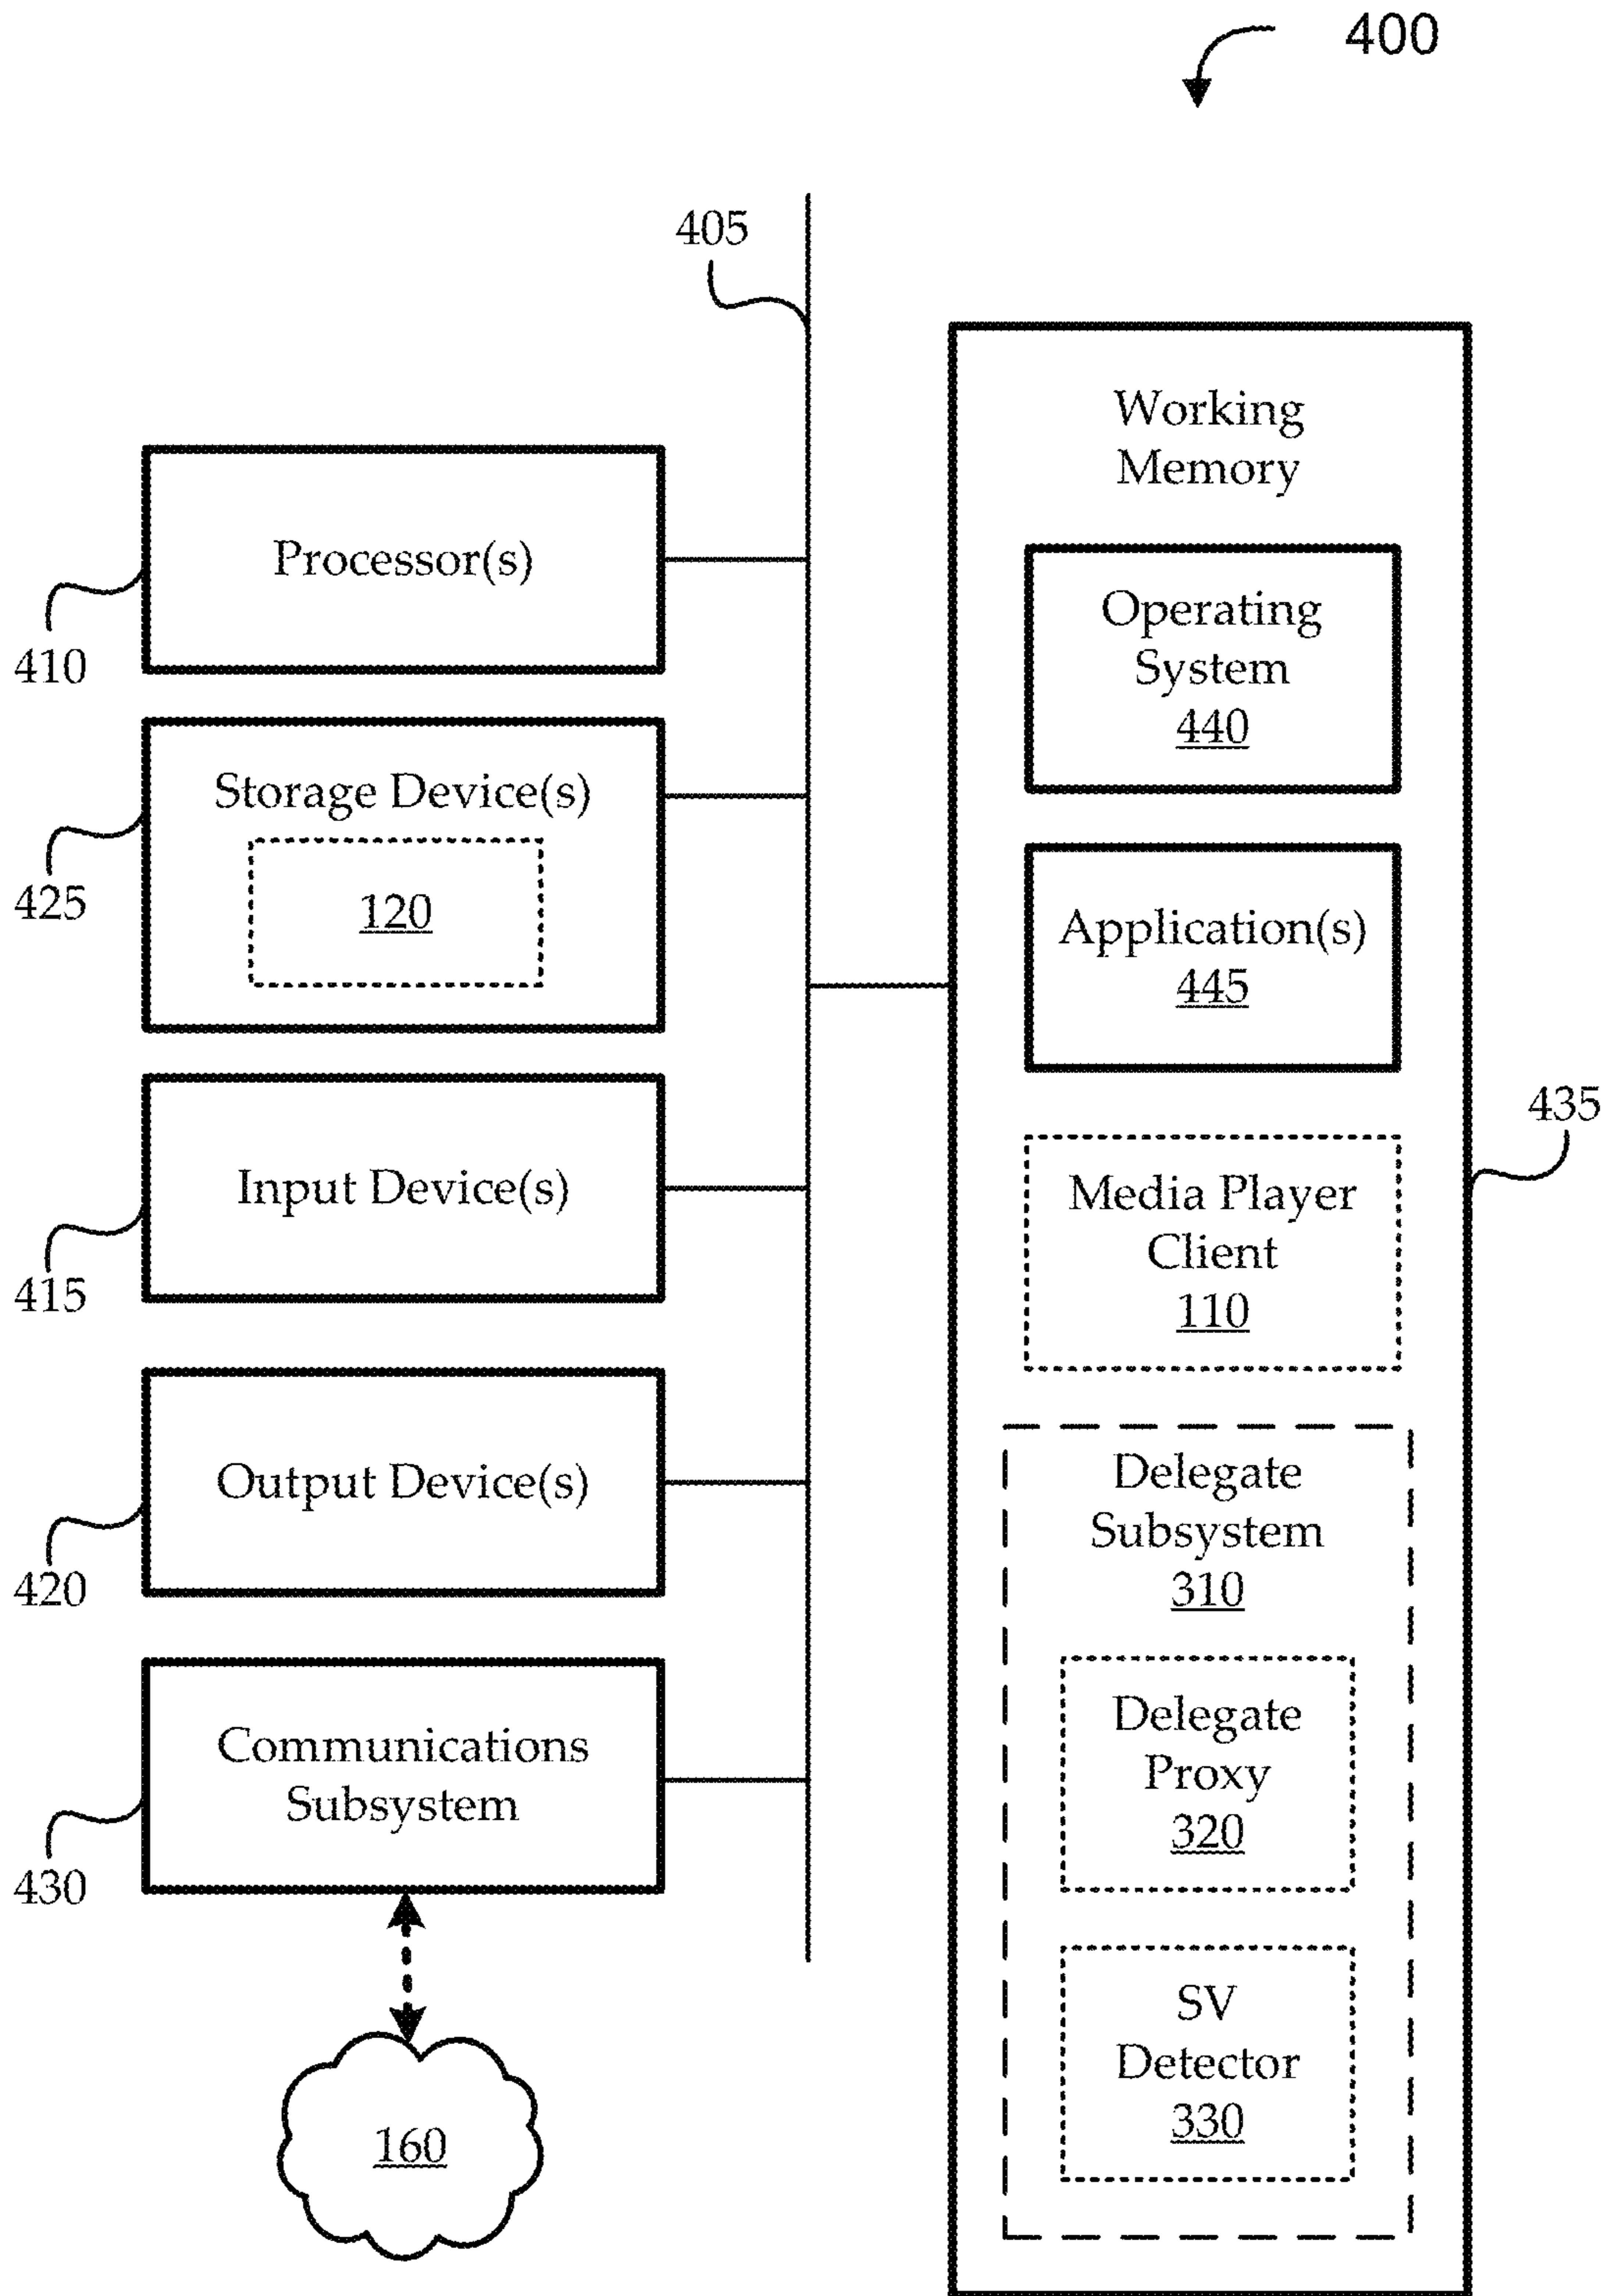 400
405
Processor(s)
410
Storage Device(s)
120
425
Input Device(s)
415
Output Device(s)
420
Communications
Subsystem
430
160
Working
Memory
Operating
System
440
Application(s)
445
435
Media Player
Client
110
Delegate
Subsystem
310
Delegate
Proxy
320
SV
Detector
330